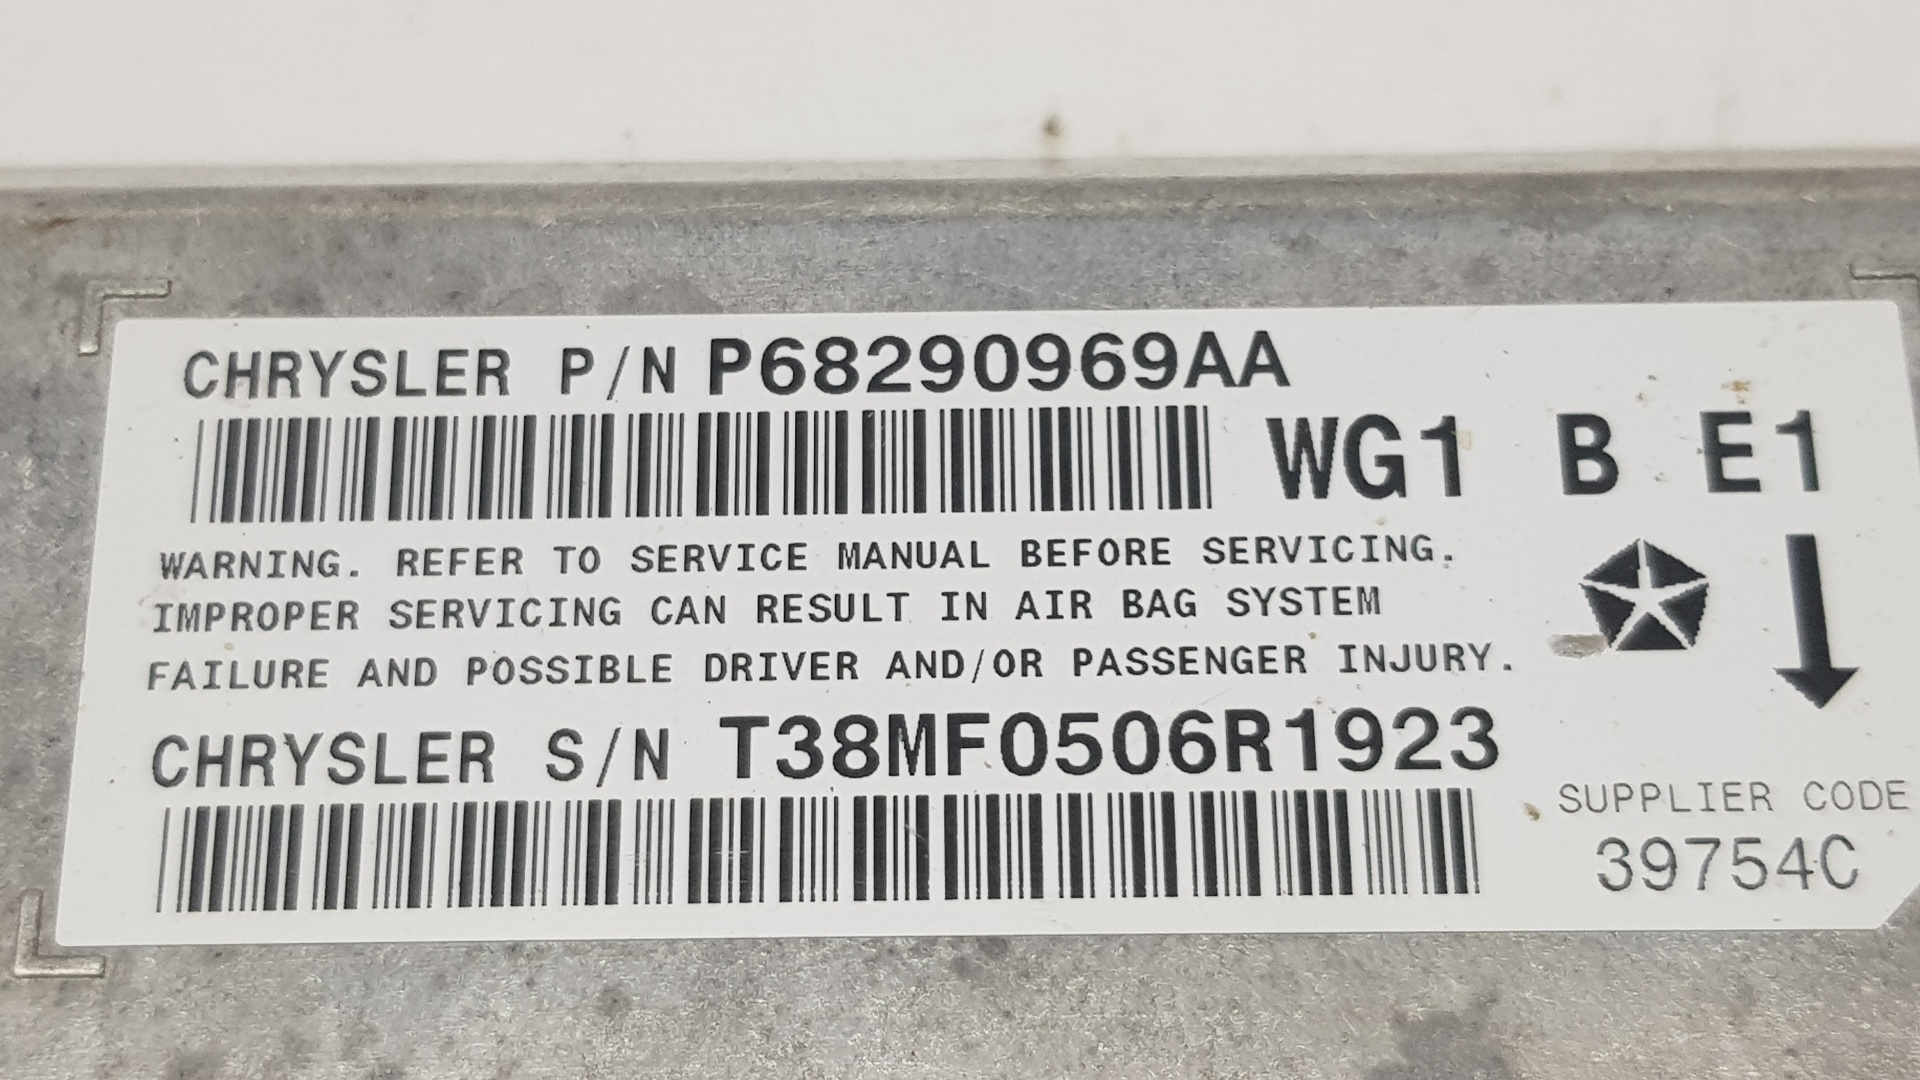 CHRYSLER P/N P68290969AA
WG1 B E1
WARNING. REFER TO SERVICE MANUAL BEFORE SERVICING.
IMPROPER SERVICING CAN RESULT IN AIR BAG SYSTEM
FAILURE AND POSSIBLE DRIVER AND/OR PASSENGER INJURY.
CHRYSLER S/N T38MF0506R1923
SUPPLIER CODE
39754C